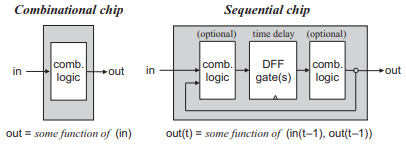 Combinational chip
in
comb.
logic
out
out = some function of (in)
Sequential chip
(optional) time delay (optional)
in
comb.
logic
DFF
gate(s)
comb.
logic
out
out(t) = some function of (in(t–1), out(t–1))